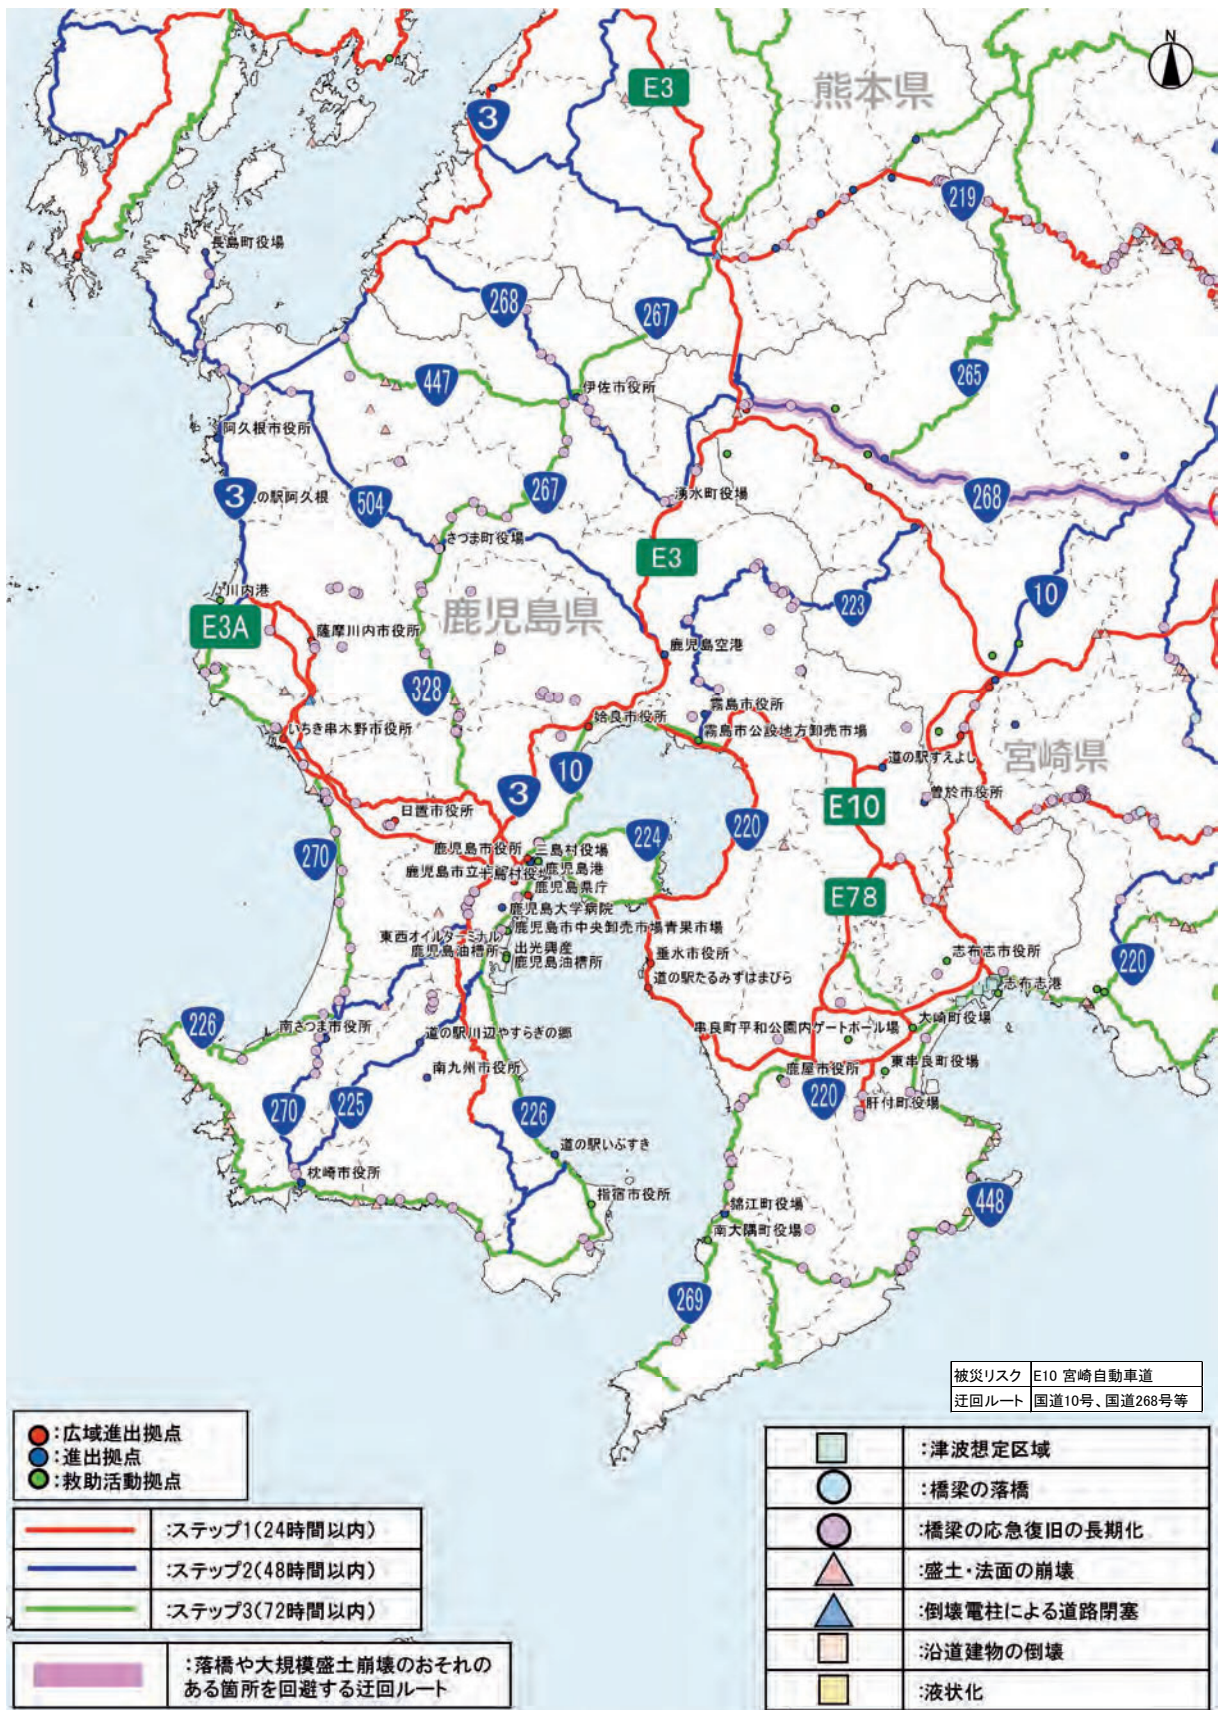 N
E3
熊本県
3
219
長島町役場
268
267
447
265
伊佐市役所
阿久根市役所
3
の駅阿久根
504
267
湧水町役場
268
さつま町役場
E3
10
川内港
鹿児島県
223
E3A
薩摩川内市役所
鹿児島空港
328
霧島市役所
いちき串木野市役所
姶良市役所
霧島市公設地方卸売市場
10
道の駅すえよし
宮崎県
3
曽於市役所
日置市役所
E10
220
224
鹿児島市役所
三島村役場
270
鹿児島市立
十島村役場
鹿児島港
鹿児島県庁
E78
鹿児島大学病院
鹿児島市中央卸売市場青果市場
東西オイルターミナル
鹿児島油槽所
出光興産
鹿児島油槽所
垂水市役所
志布志市役所
220
道の駅たるみずはまびら
志布志港
226
南さつま市役所
道の駅川辺やすらぎの郷
串良町平和公園内ゲートボール場
大崎町役場
南九州市役所
鹿屋市役所
東串良町役場
270
225
226
220
肝付町役場
道の駅いぶすき
枕崎市役所
指宿市役所
錦江町役場
448
南大隅町役場
269
被災リスク E10 宮崎自動車道
迂回ルート 国道10号、国道268号等
:広域進出拠点
:進出拠点
:救助活動拠点
:ステップ1(24時間以内)
:ステップ2(48時間以内)
:ステップ3(72時間以内)
:落橋や大規模盛土崩壊のおそれの
ある箇所を回避する迂回ルート
:津波想定区域
:橋梁の落橋
:橋梁の応急復旧の長期化
:盛土・法面の崩壊
:倒壊電柱による道路閉塞
:沿道建物の倒壊
:液状化